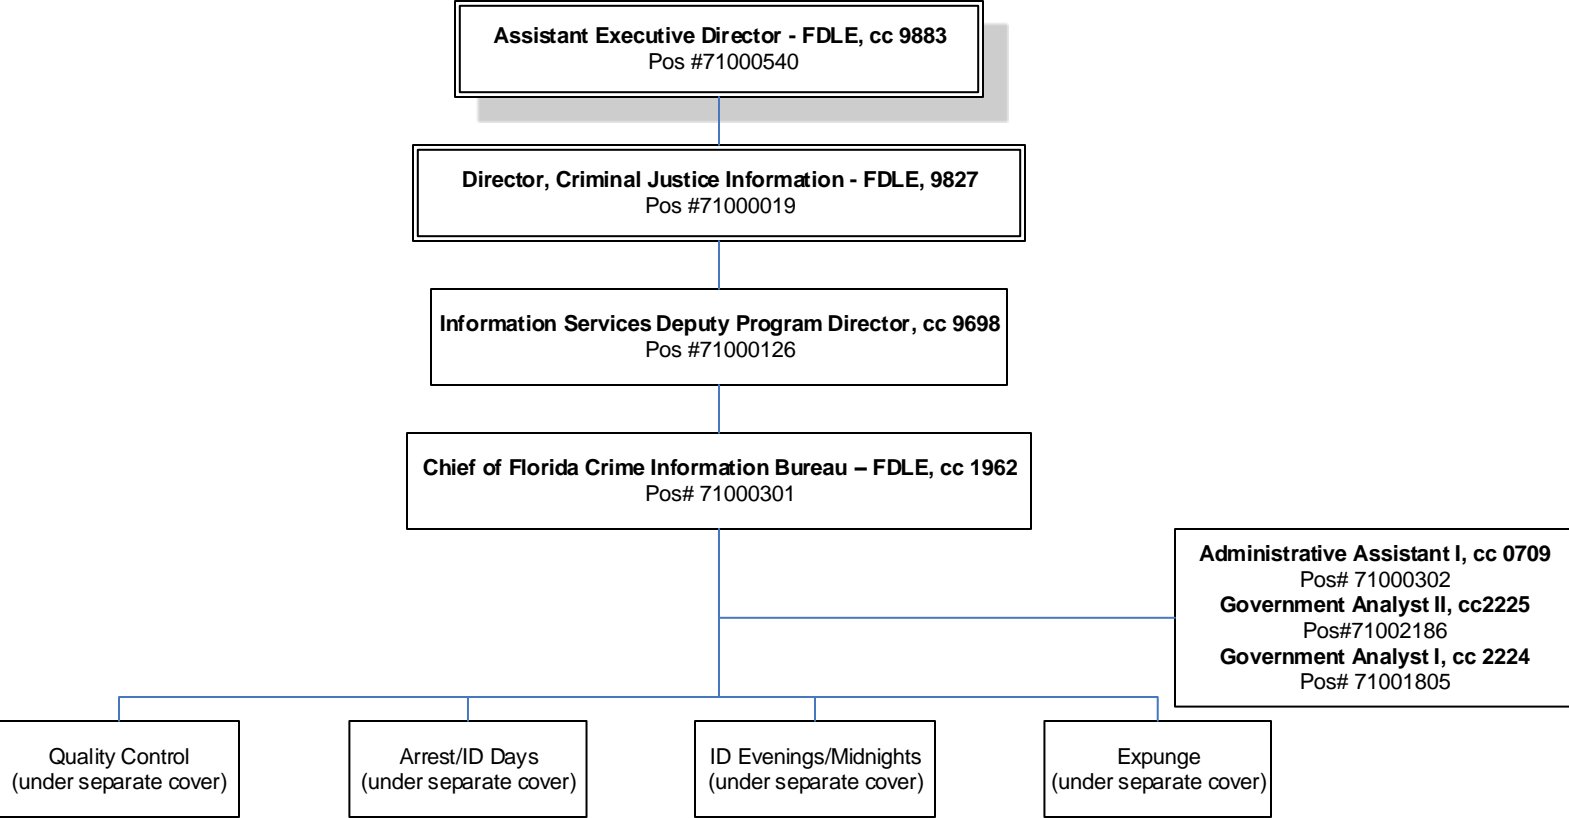 Assistant Executive Director - FDLE, cc 9883
Pos #71000540
Director, Criminal Justice Information - FDLE, 9827
Pos #71000019
Information Services Deputy Program Director, cc 9698
Pos #71000126
Chief of Florida Crime Information Bureau – FDLE, cc 1962
Pos# 71000301
Administrative Assistant I, cc 0709
Pos# 71000302
Government Analyst II, cc2225
Pos#71002186
Government Analyst I, cc 2224
Pos# 71001805
Quality Control
(under separate cover)
Arrest/ID Days
(under separate cover)
ID Evenings/Midnights
(under separate cover)
Expunge
(under separate cover)